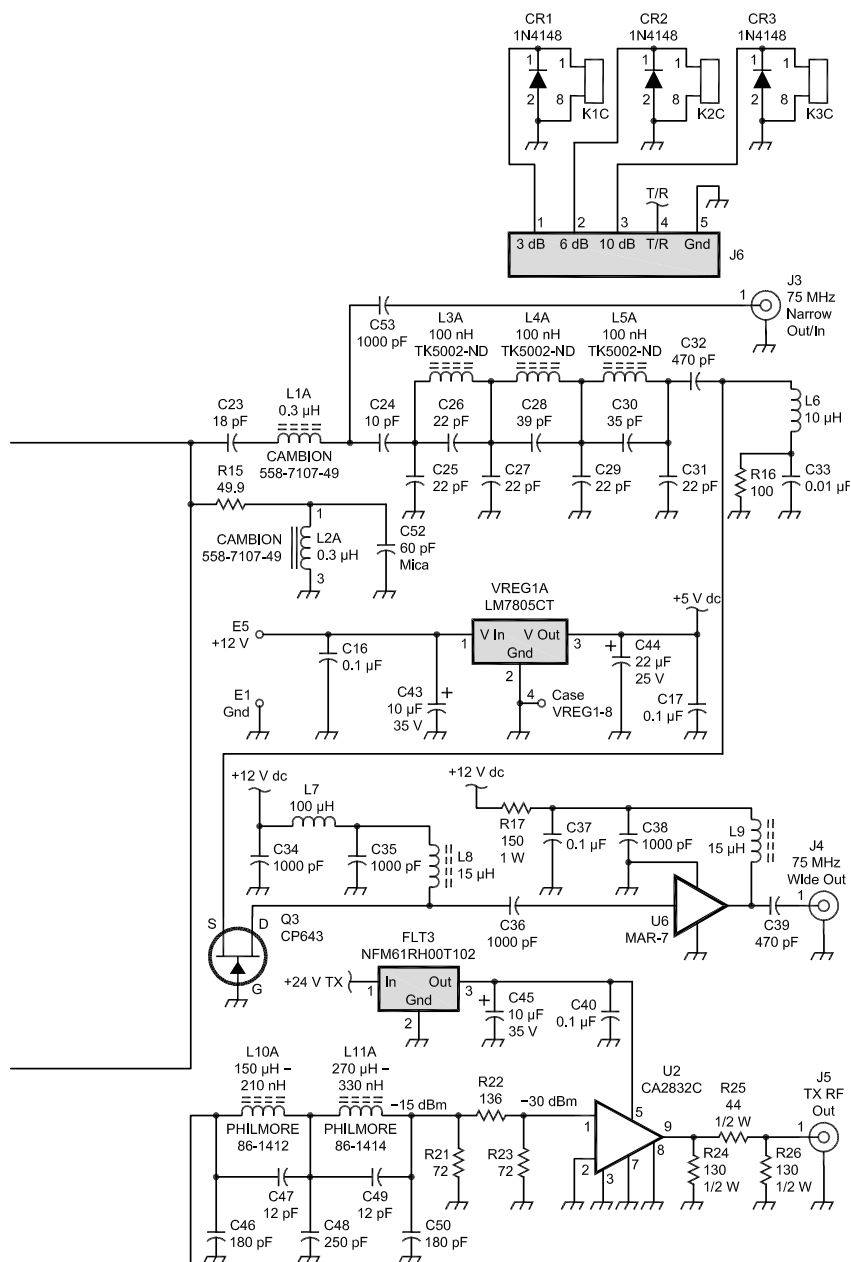 CR1 CR2 CR3
1N4148 1N4148 1N4148
1 1 1 1 1 1
2 8 2 8 2 8
K1C K2C K3C
T/R
1 2 3 4 5
3 dB 6 dB 10 dB T/R Gnd
J6
J3
75 MHz
Narrow
Out/In
1
C53
1000 pF
L3A
100 nH
TK5002-ND
L4A
100 nH
TK5002-ND
L5A
100 nH
TK5002-ND
C32
470 pF
L1A
0.3 µH
CAMBION
558-7107-49
C23
18 pF
C24
10 pF
C26
22 pF
C28
39 pF
C30
35 pF
L6
10 µH
C25
22 pF
C27
22 pF
C29
22 pF
C31
22 pF
R16
100
C33
0.01 µF
R15
49.9
CAMBION
558-7107-49
1
L2A
0.3 µH
3
C52
60 pF
Mica
VREG1A
LM7805CT
+5 V dc
E5
+12 V
1
V In V Out
Gnd
3
2
4
Case
VREG1-8
C16
0.1 µF
C43
10 µF
35 V
+
+
C44
22 µF
25 V
C17
0.1 µF
E1
Gnd
+12 V dc
L7
100 µH
C34
1000 pF
C35
1000 pF
L8
15 µH
+12 V dc
R17
150
1 W
C37
0.1 µF
C38
1000 pF
L9
15 µH
J4
75 MHz
Wide Out
1
S D
G
Q3
CP643
C36
1000 pF
U6
MAR-7
C39
470 pF
FLT3
NFM61RH00T102
+24 V TX
1
In Out
Gnd
3
2
+
C45
10 µF
35 V
C40
0.1 µF
L10A
150 µH –
210 nH
PHILMORE
86-1412
L11A
270 µH –
330 nH
PHILMORE
86-1414
–15 dBm
R22
136
–30 dBm
U2
CA2832C
R25
44
1/2 W
J5
TX RF
Out
1
R21
72
R23
72
1
2
3
5
7
8
9
R24
130
1/2 W
R26
130
1/2 W
C47
12 pF
C49
12 pF
C46
180 pF
C48
250 pF
C50
180 pF